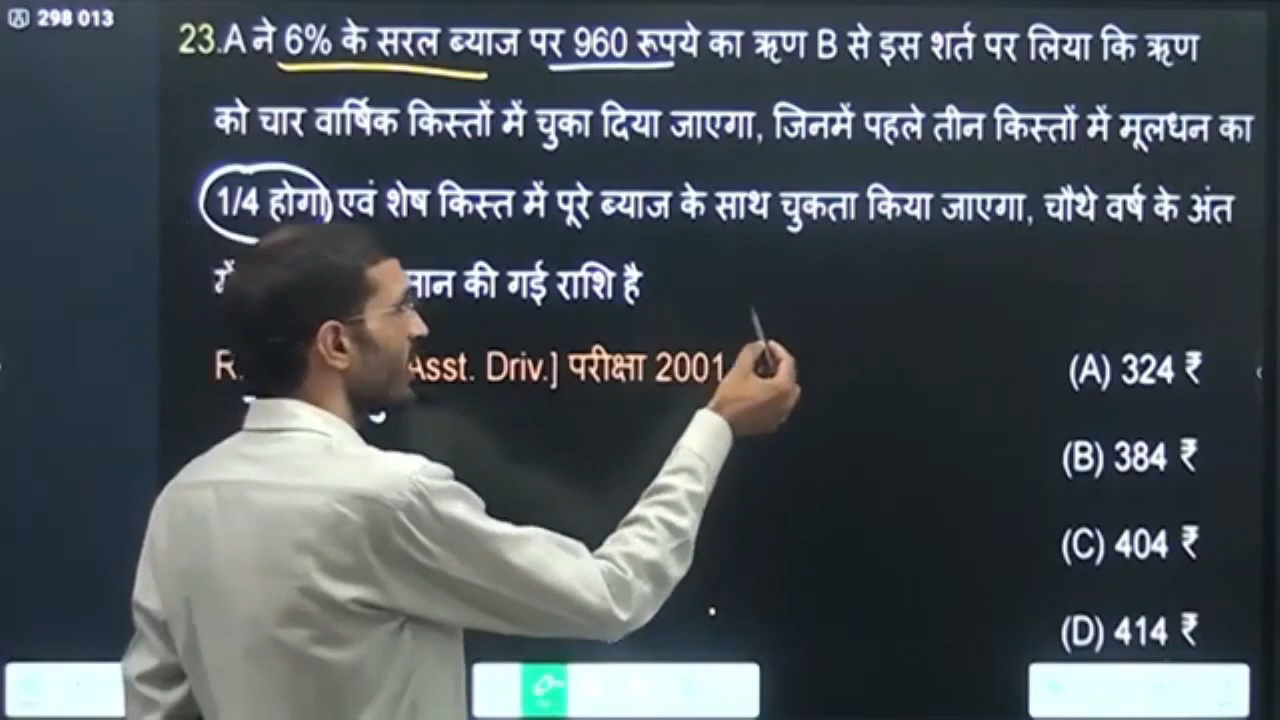 298 013
23.A ने 6% के सरल ब्याज पर 960 रूपये का ऋण B से इस शर्त पर लिया कि ऋण
को चार वार्षिक किस्तों में चुका दिया जाएगा, जिनमें पहले तीन किस्तों में मूलधन का
1/4 होगा एवं शेष किस्त में पूरे ब्याज के साथ चुकता किया जाएगा, चौथे वर्ष के अंत
की गई राशि है
R. Asst. Driv.] परीक्षा 2001
(A) 324 ₹
(B) 384 ₹
(C) 404 ₹
(D) 414 ₹